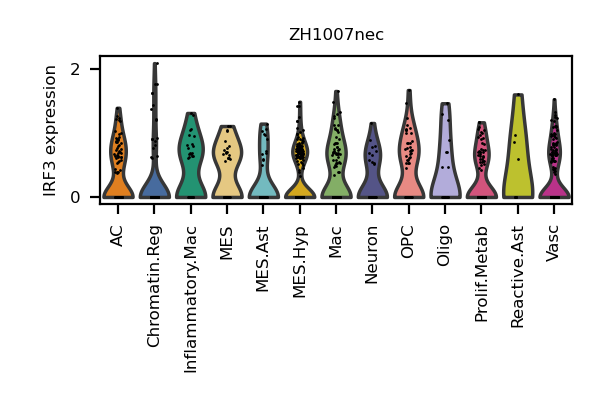 ZH1007nec
IRF3 expression
2
0
AC
Chromatin.Reg
Inflammatory.Mac
MES
MES.Ast
MES.Hyp
Mac
Neuron
OPC
Oligo
Prolif.Metab
Reactive.Ast
Vasc